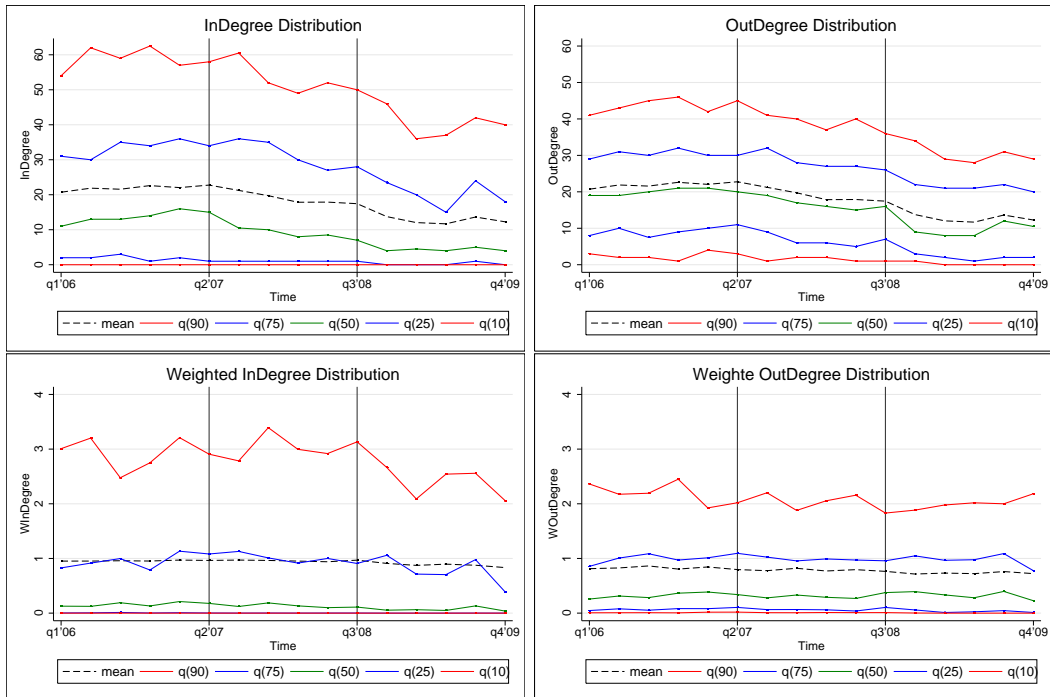 InDegree Distribution
60
50
40
30
20
10
0
InDegree
q1'06 q2'07 q3'08 q4'09
Time
mean q(90) q(75) q(50) q(25) q(10)
OutDegree Distribution
60
50
40
30
20
10
0
OutDegree
q1'06 q2'07 q3'08 q4'09
Time
mean q(90) q(75) q(50) q(25) q(10)
Weighted InDegree Distribution
4
3
2
1
0
WInDegree
q1'06 q2'07 q3'08 q4'09
Time
mean q(90) q(75) q(50) q(25) q(10)
Weighte OutDegree Distribution
4
3
2
1
0
WOutDegree
q1'06 q2'07 q3'08 q4'09
Time
mean q(90) q(75) q(50) q(25) q(10)